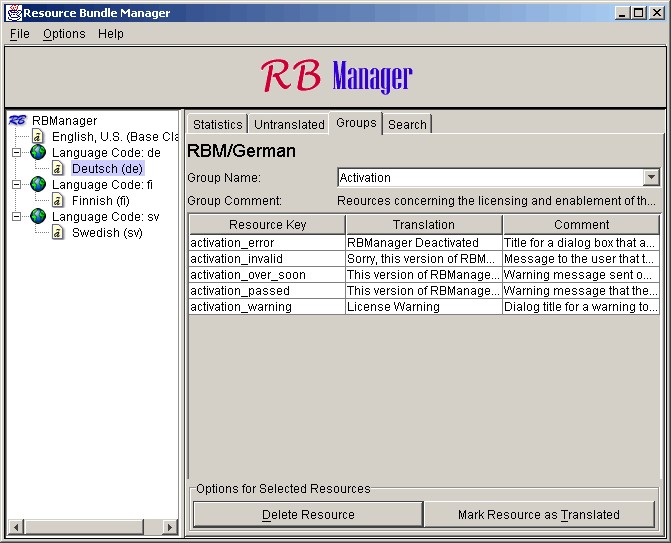 Resource Bundle Manager
File Options Help
RB Manager
RB RBManager
English, U.S. (Base Cla
Language Code: de
Deutsch (de)
Language Code: fi
Finnish (fi)
Language Code: sv
Swedish (sv)
Statistics Untranslated Groups Search
RBM/German
Group Name: Activation
Group Comment: Reources concerning the licensing and enablement of th...
Resource Key Translation Comment
activation_error RBManager Deactivated Title for a dialog box that a...
activation_invalid Sorry, this version of RBM... Message to the user that t...
activation_over_soon This version of RBManage... Warning message sent o...
activation_passed This version of RBManage... Warning message that the...
activation_warning License Warning Dialog title for a warning to...
Options for Selected Resources
Delete Resource Mark Resource as Translated